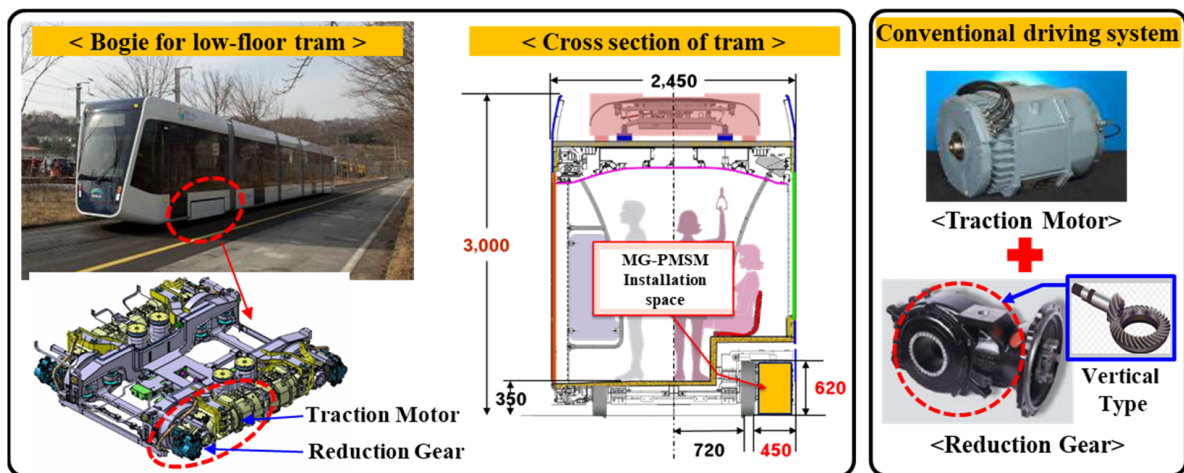 < Bogie for low-floor tram >
Traction Motor
Reduction Gear
< Cross section of tram >
2,450
3,000
MG-PMSM
Installation
space
350
620
720
450
Conventional driving system
<Traction Motor>
Vertical
Type
<Reduction Gear>